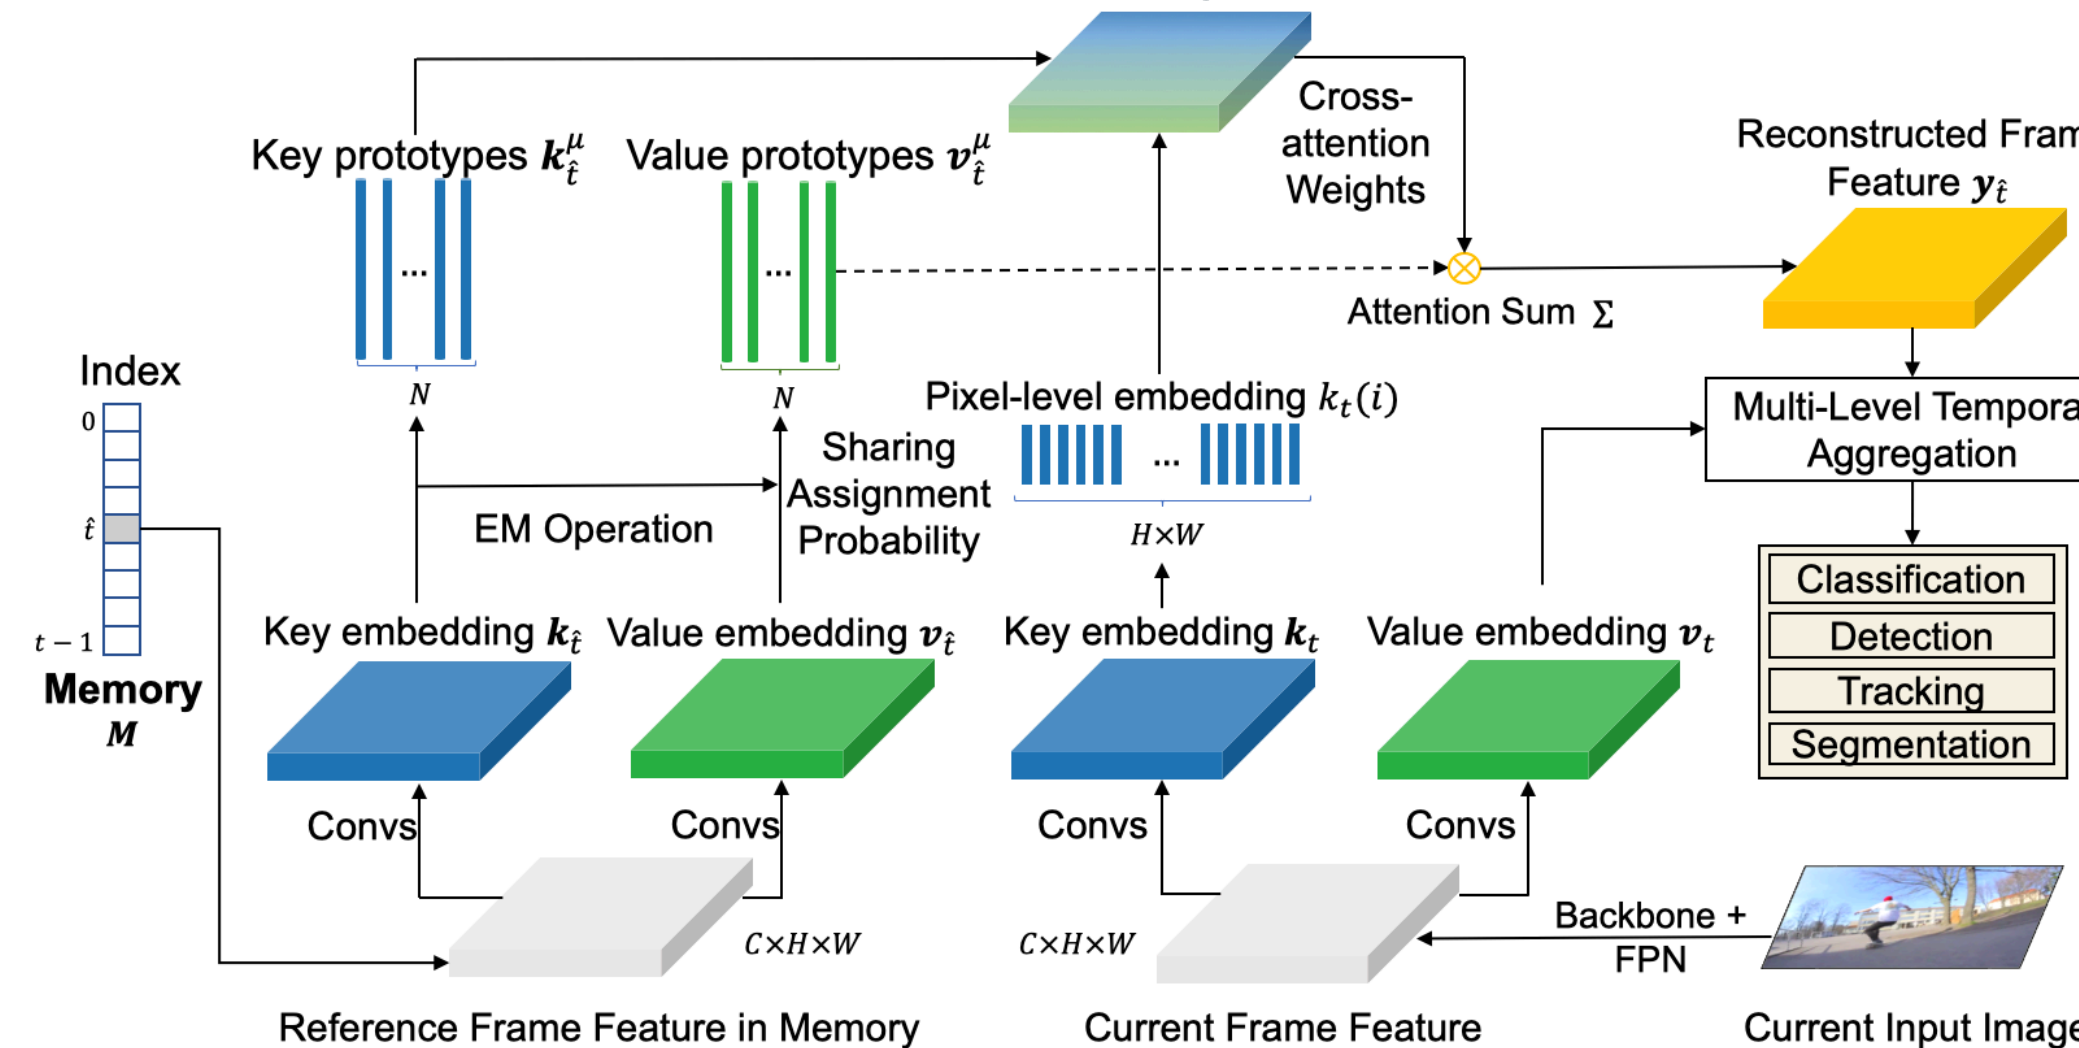 Cross-
attention
Weights
Key prototypes 𝒌_t̂^μ
Value prototypes 𝒗_t̂^μ
Reconstructed Fram
Feature 𝒚_t̂
...
...
Attention Sum Σ
N
N
Index
0
t̂
t − 1
Memory
M
EM Operation
Sharing
Assignment
Probability
Pixel-level embedding k_t(i)
...
H×W
Multi-Level Tempora
Aggregation
Key embedding 𝒌_t̂
Value embedding 𝒗_t̂
Key embedding 𝒌_t
Value embedding 𝒗_t
Classification
Detection
Tracking
Segmentation
Convs
Convs
Convs
Convs
C×H×W
C×H×W
Backbone +
FPN
Reference Frame Feature in Memory
Current Frame Feature
Current Input Image